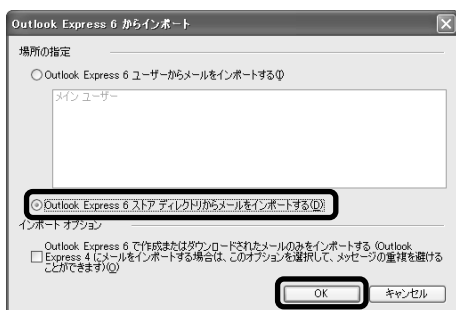 Outlook Express 6 からインポート
場所の指定
Outlook Express 6 ユーザーからメールをインポートする(I)
メイン ユーザー
Outlook Express 6 ストア ディレクトリからメールをインポートする(D)
インポート オプション
Outlook Express 6 で作成またはダウンロードされたメールのみをインポートする (Outlook
Express 4 にメールをインポートする場合は、このオプションを選択して、メッセージの重複を避ける
ことができます)(O)
OK
キャンセル